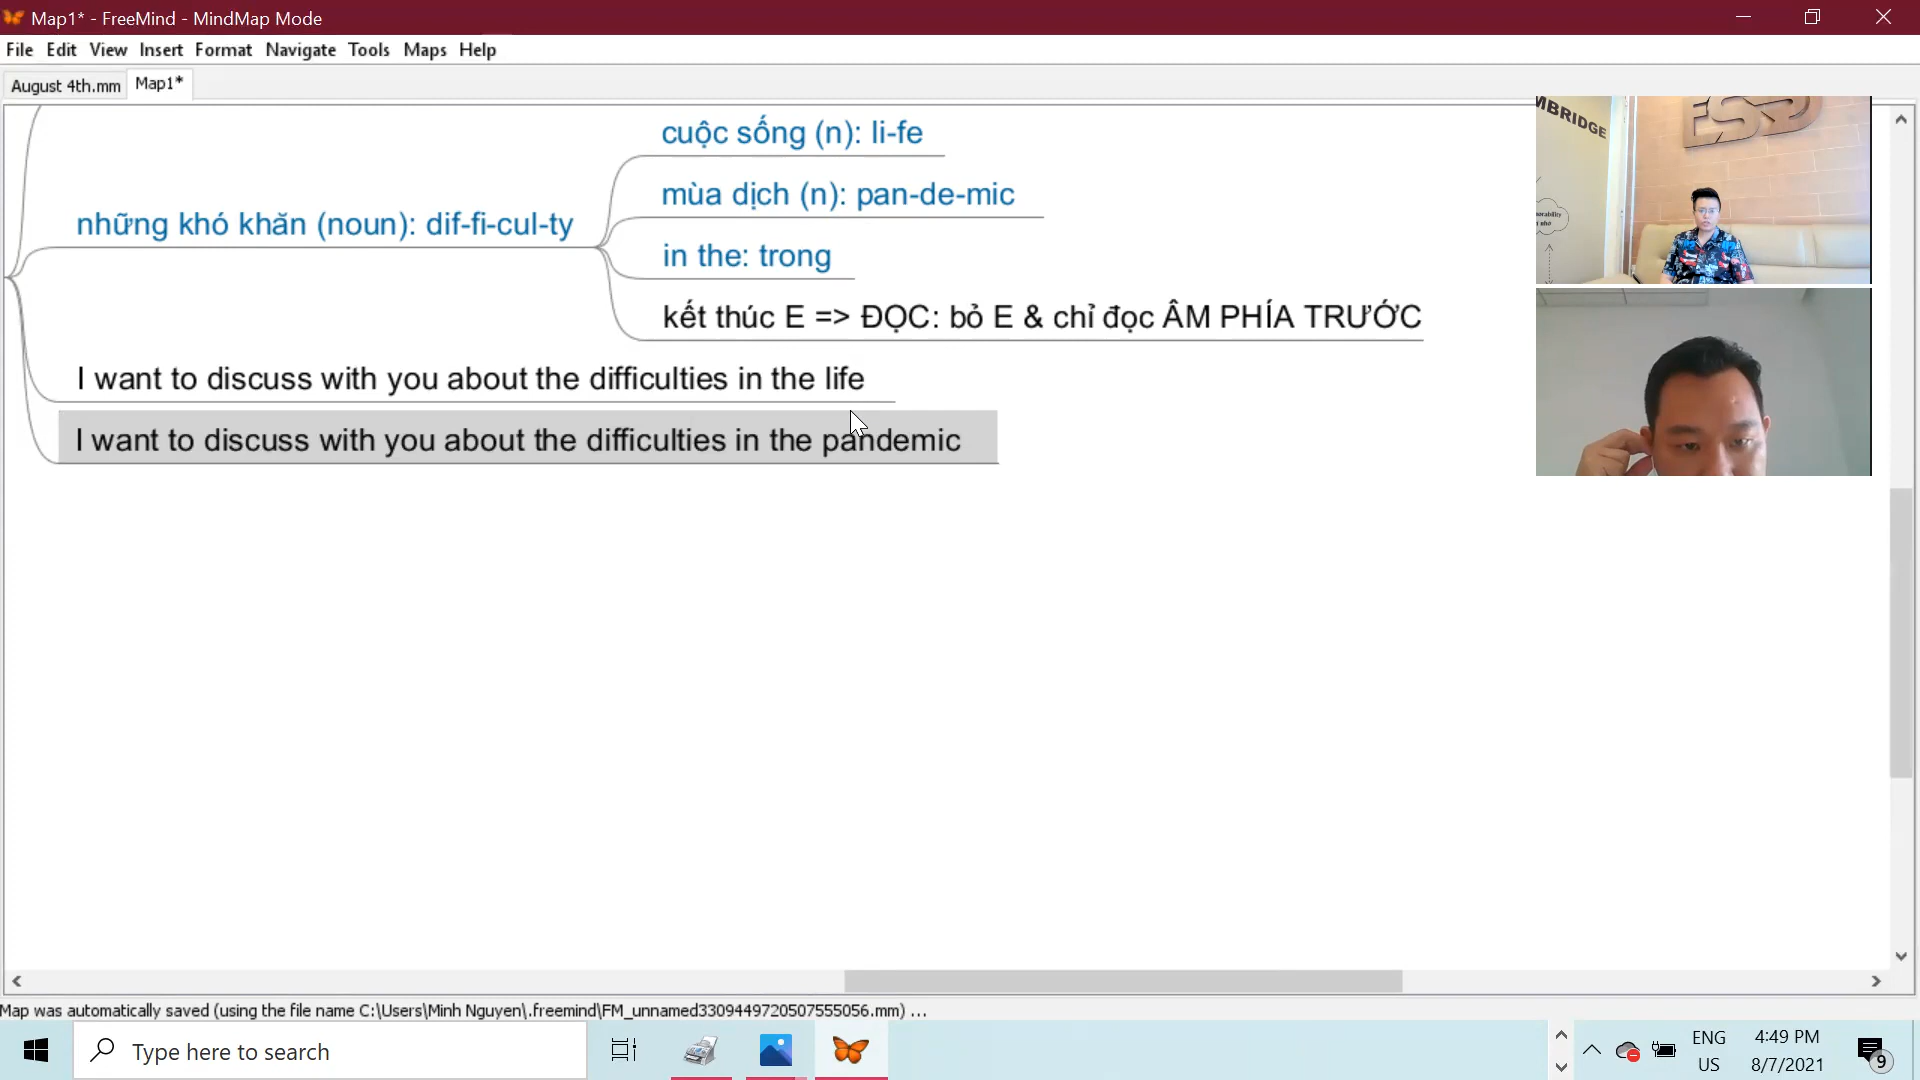 Map1* - FreeMind - MindMap Mode
File Edit View Insert Format Navigate Tools Maps Help
August 4th.mm Map1*
cuộc sống (n): li-fe
mùa dịch (n): pan-de-mic
những khó khăn (noun): dif-fi-cul-ty
in the: trong
kết thúc E => ĐỌC: bỏ E & chỉ đọc ÂM PHÍA TRƯỚC
I want to discuss with you about the difficulties in the life
I want to discuss with you about the difficulties in the pandemic
MBRIDGE
ESD
Map was automatically saved (using the file name C:\Users\Minh Nguyen\.freemind\FM_unnamed3309449720507555056.mm) ...
Type here to search
ENG
US
4:49 PM
8/7/2021
9